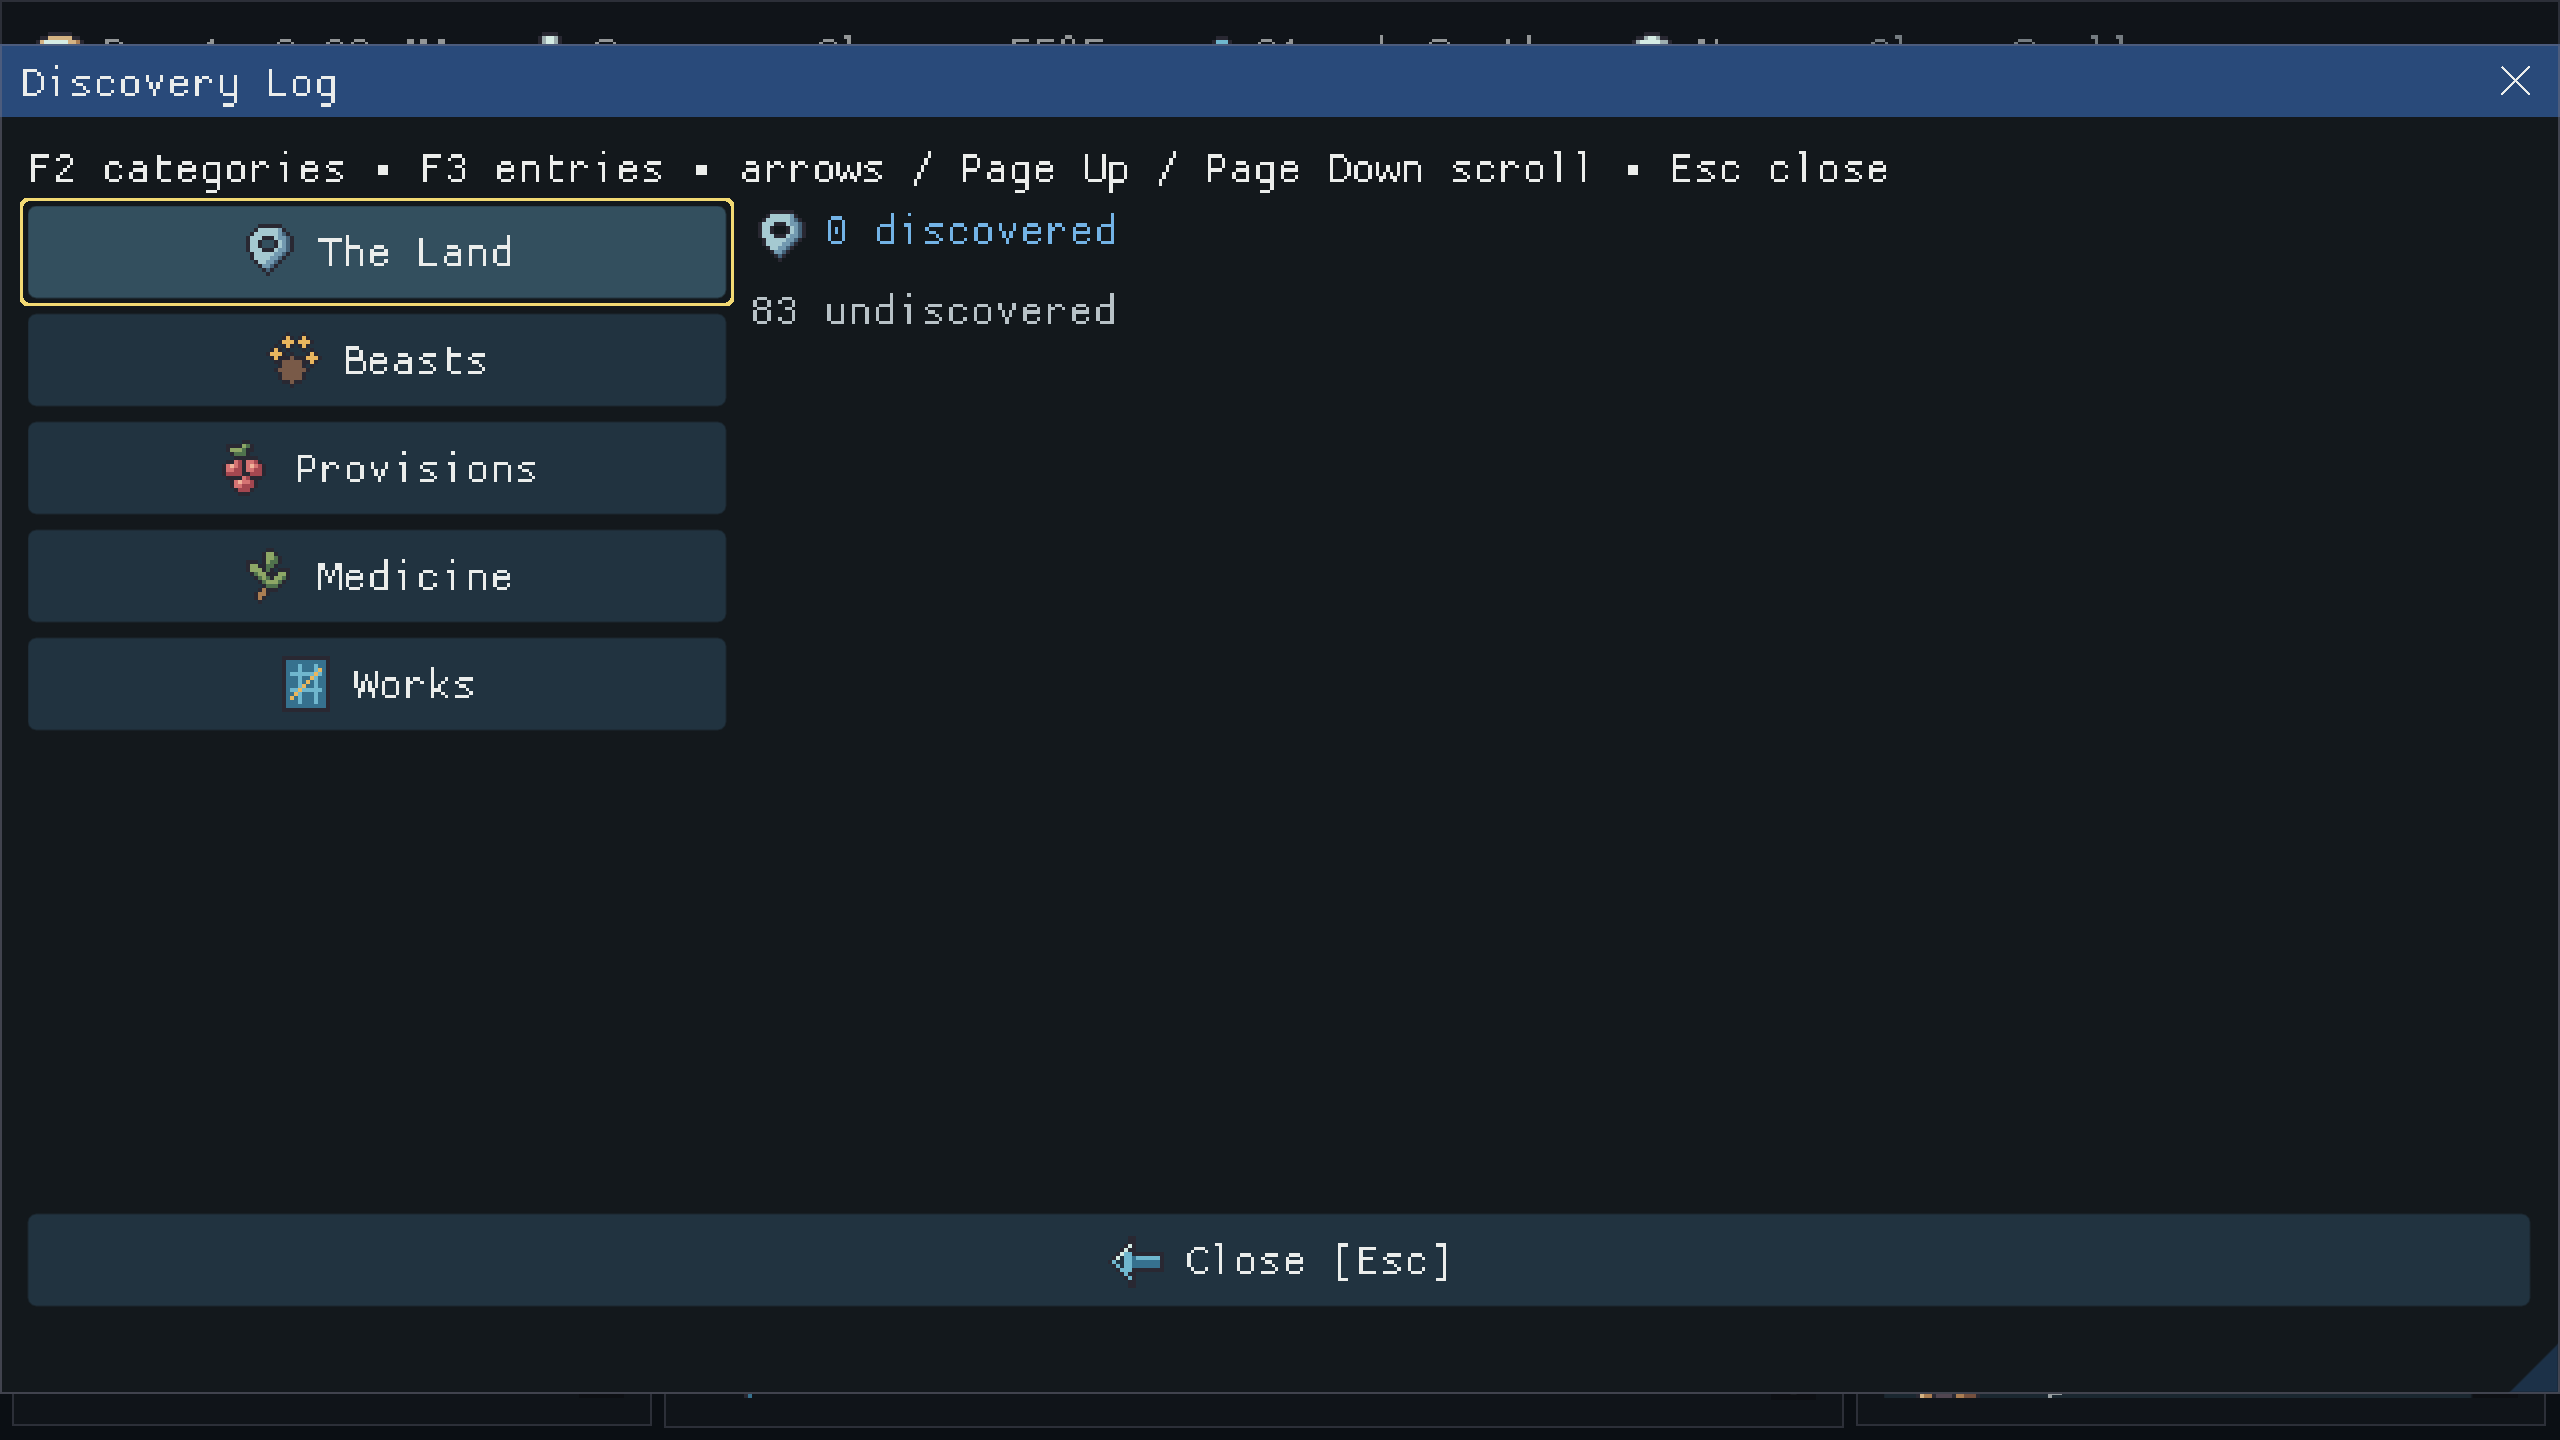 Discovery Log
F2 categories ▪ F3 entries ▪ arrows / Page Up / Page Down scroll ▪ Esc close
The Land
0 discovered
83 undiscovered
Beasts
Provisions
Medicine
Works
Close [Esc]